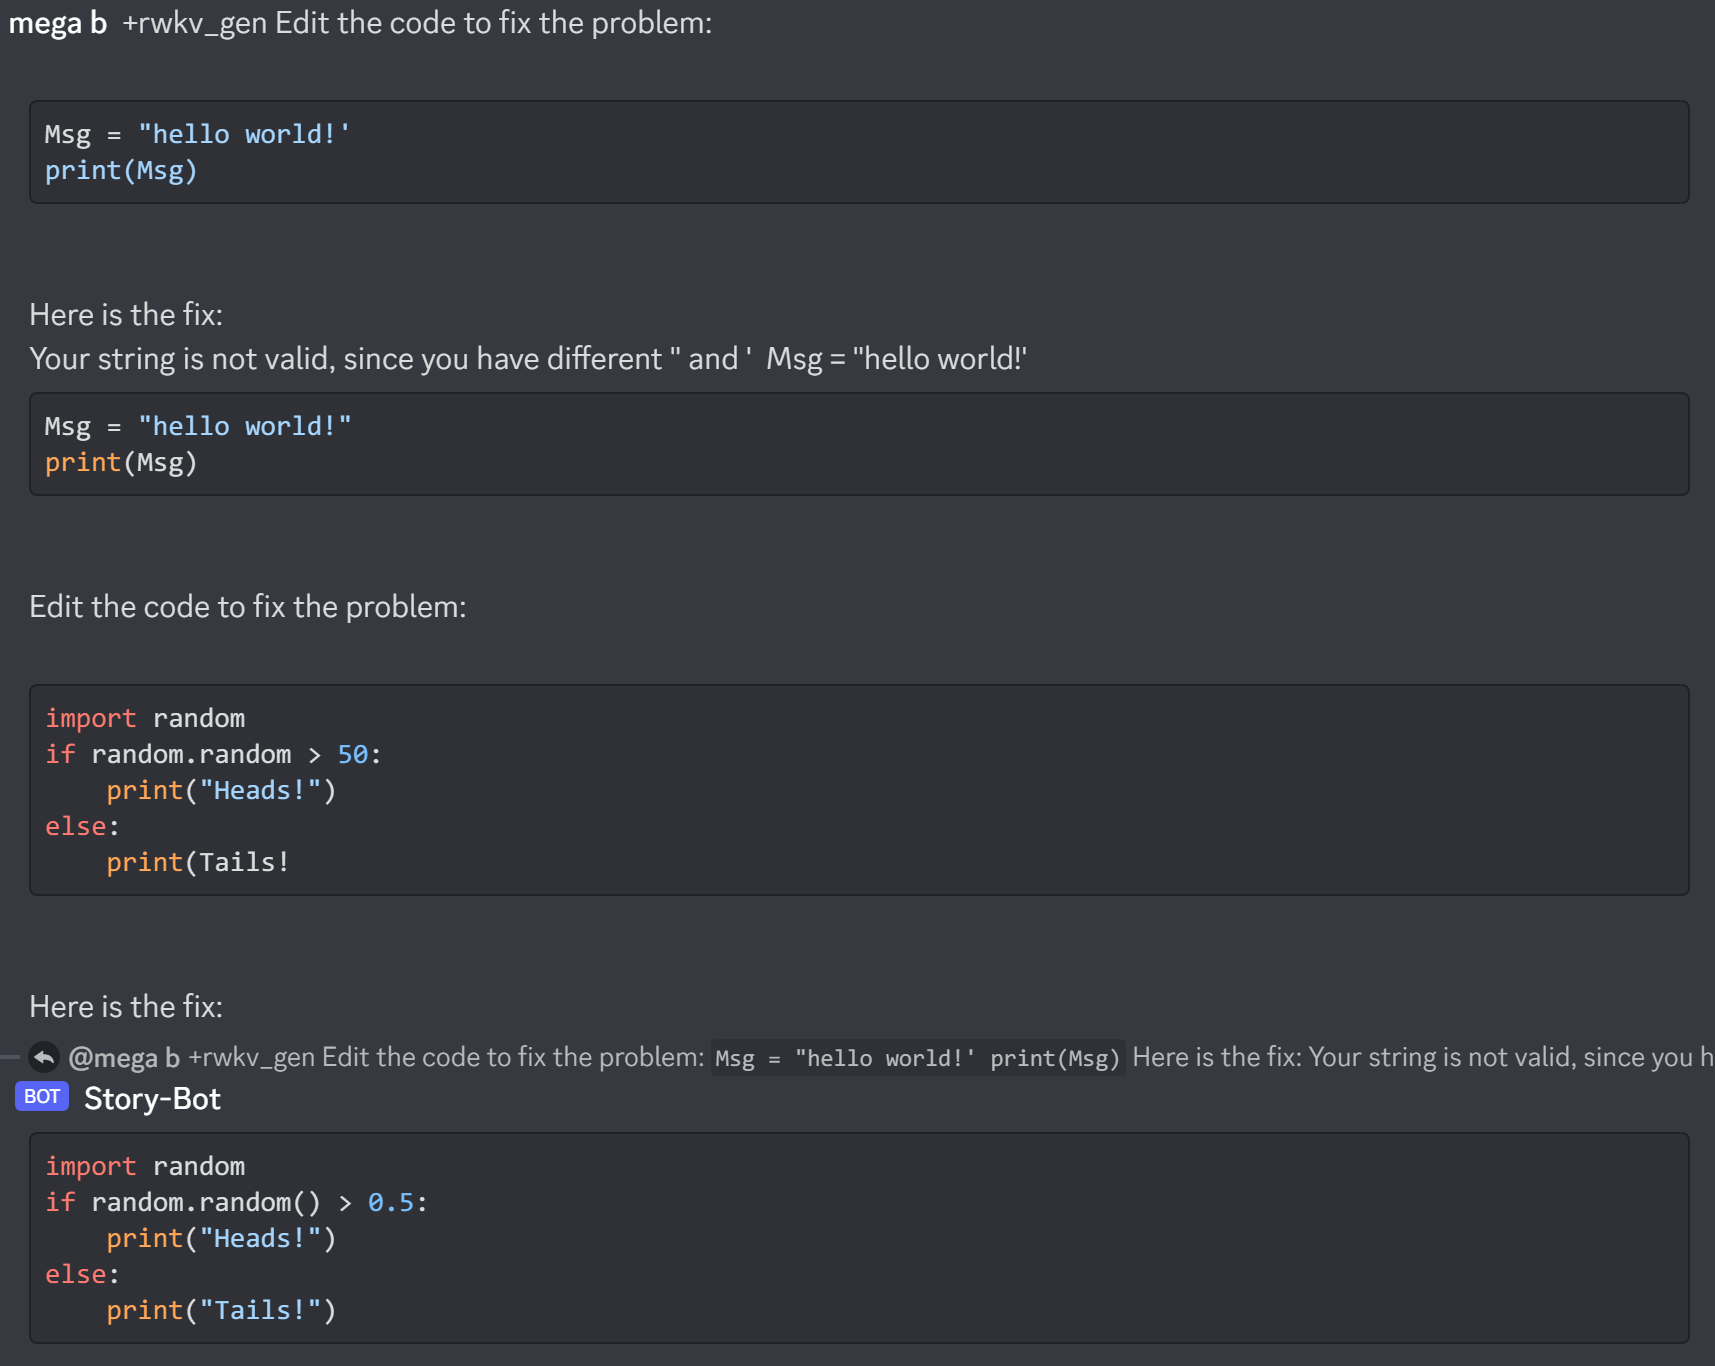 mega b +rwkv_gen Edit the code to fix the problem:
Msg = "hello world!'
print(Msg)
Here is the fix:
Your string is not valid, since you have different " and '  Msg = "hello world!'
Msg = "hello world!"
print(Msg)
Edit the code to fix the problem:
import random
if random.random > 50:
    print("Heads!")
else:
    print(Tails!
Here is the fix:
@mega b +rwkv_gen Edit the code to fix the problem: Msg = "hello world!' print(Msg) Here is the fix: Your string is not valid, since you h
BOT Story-Bot
import random
if random.random() > 0.5:
    print("Heads!")
else:
    print("Tails!")